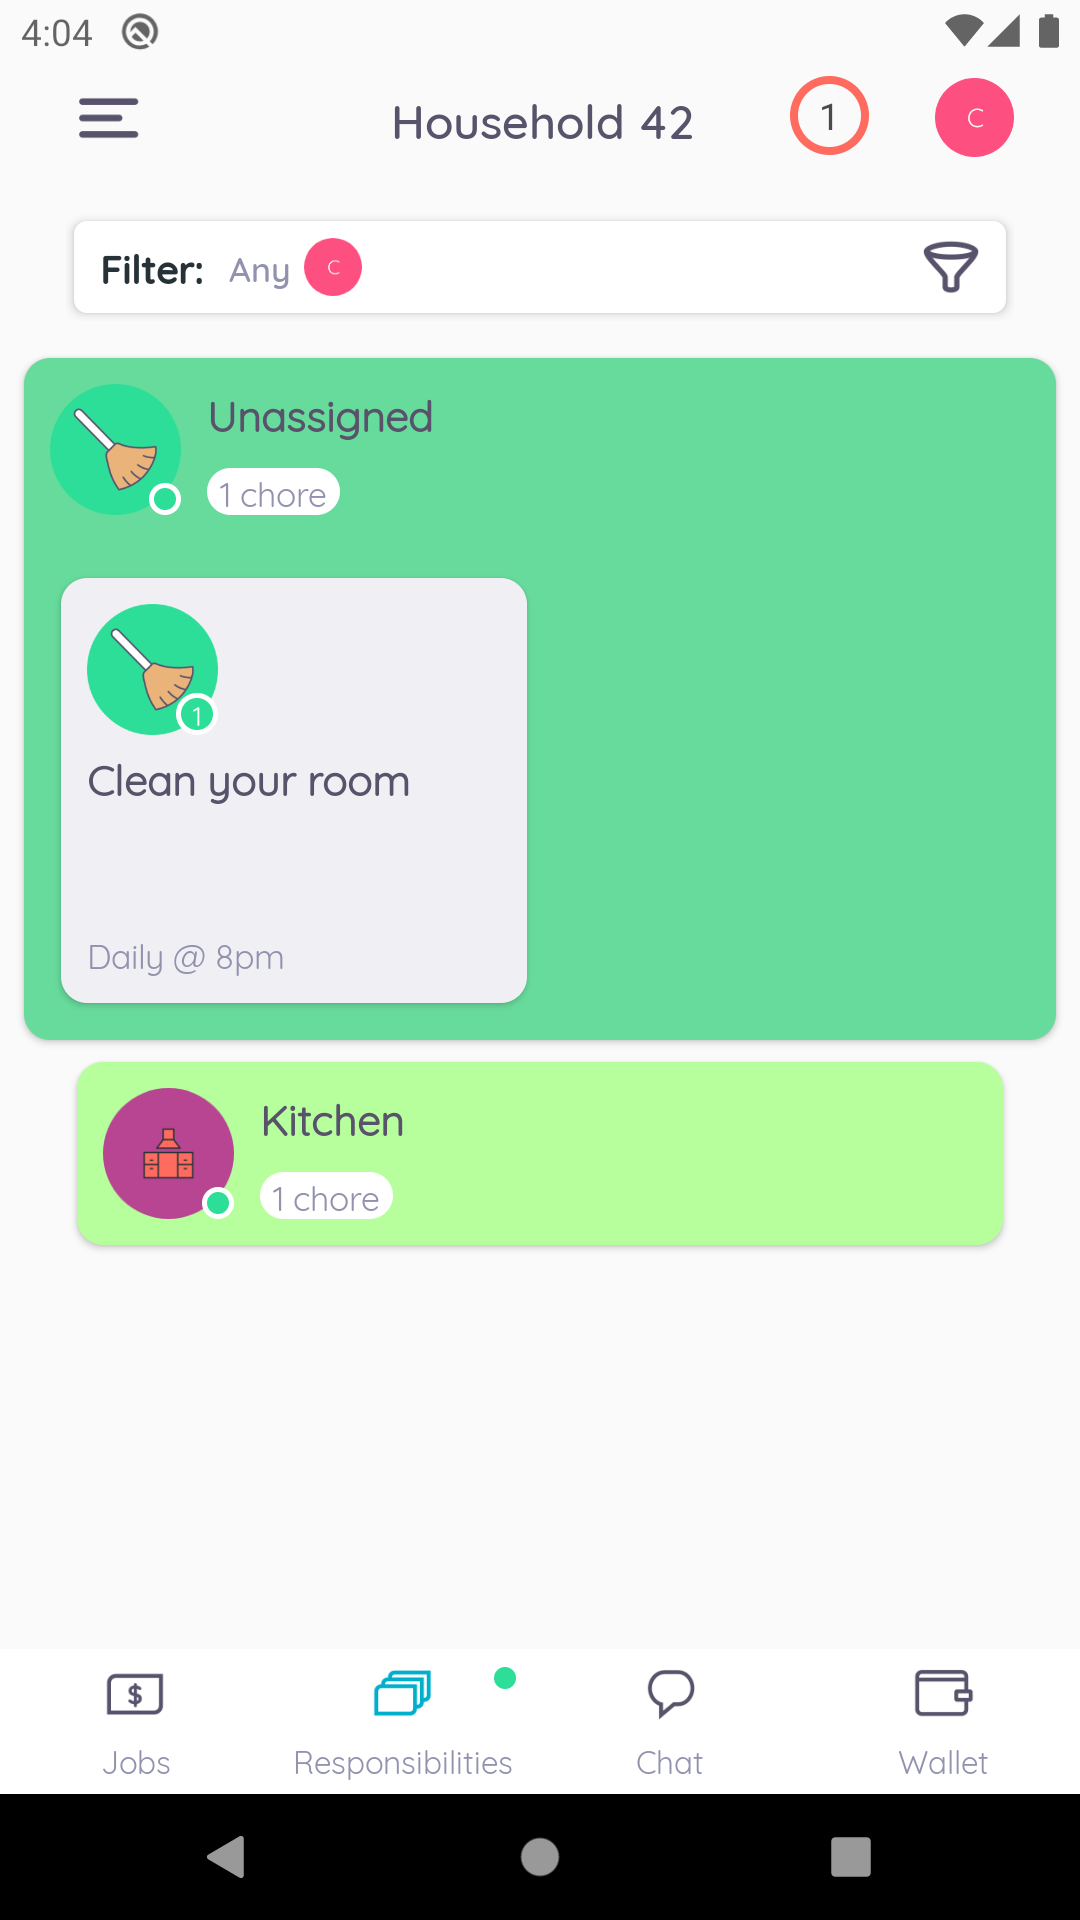 4:04
Household 42
1
C
Filter: Any C
Unassigned
1 chore
1
Clean your room
Daily @ 8pm
Kitchen
1 chore
$
Jobs
Responsibilities
Chat
Wallet